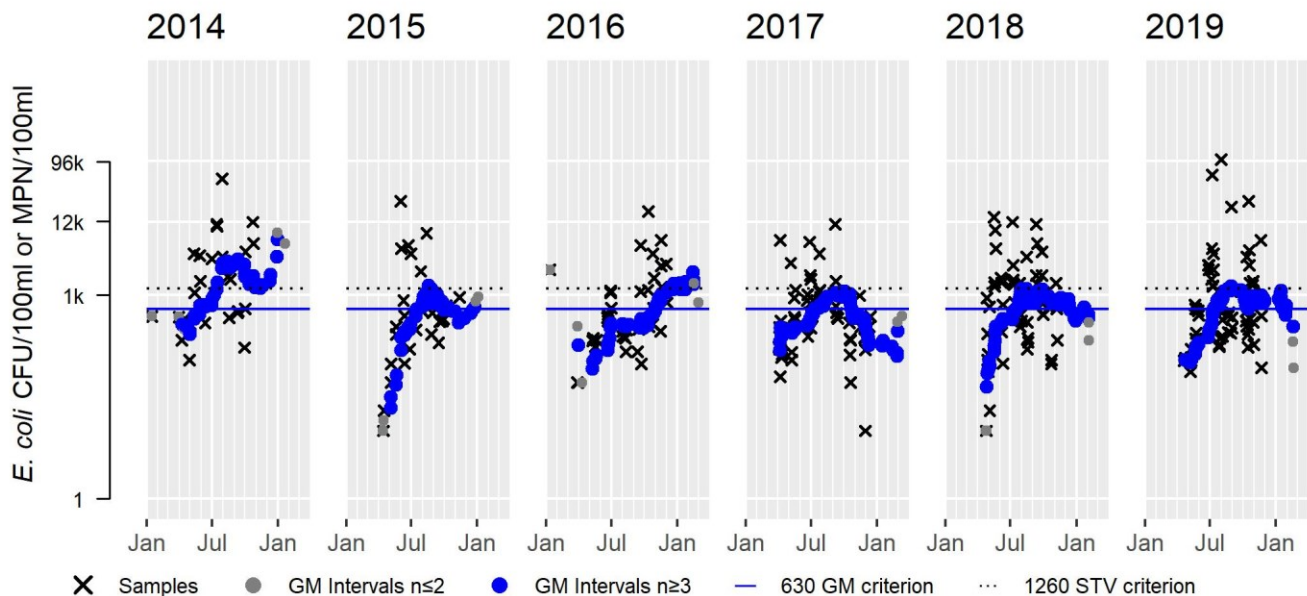 2014 2015 2016 2017 2018 2019
E. coli CFU/100ml or MPN/100ml
96k
12k
1k
1
Jan Jul Jan Jan Jul Jan Jan Jul Jan Jan Jul Jan Jan Jul Jan Jan Jul Jan
Samples GM Intervals n≤2 GM Intervals n≥3 630 GM criterion 1260 STV criterion